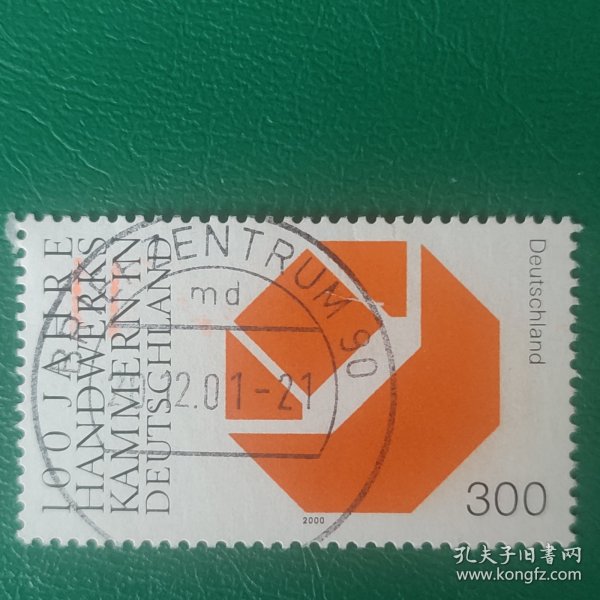 100 JAHRE
HANDWERKS
KAMMERN IN
DEUTSCHLAND
Deutschland
300
2000
ZENTRUM 90
md
2.01-21
孔夫子旧书网
www.kongfz.com